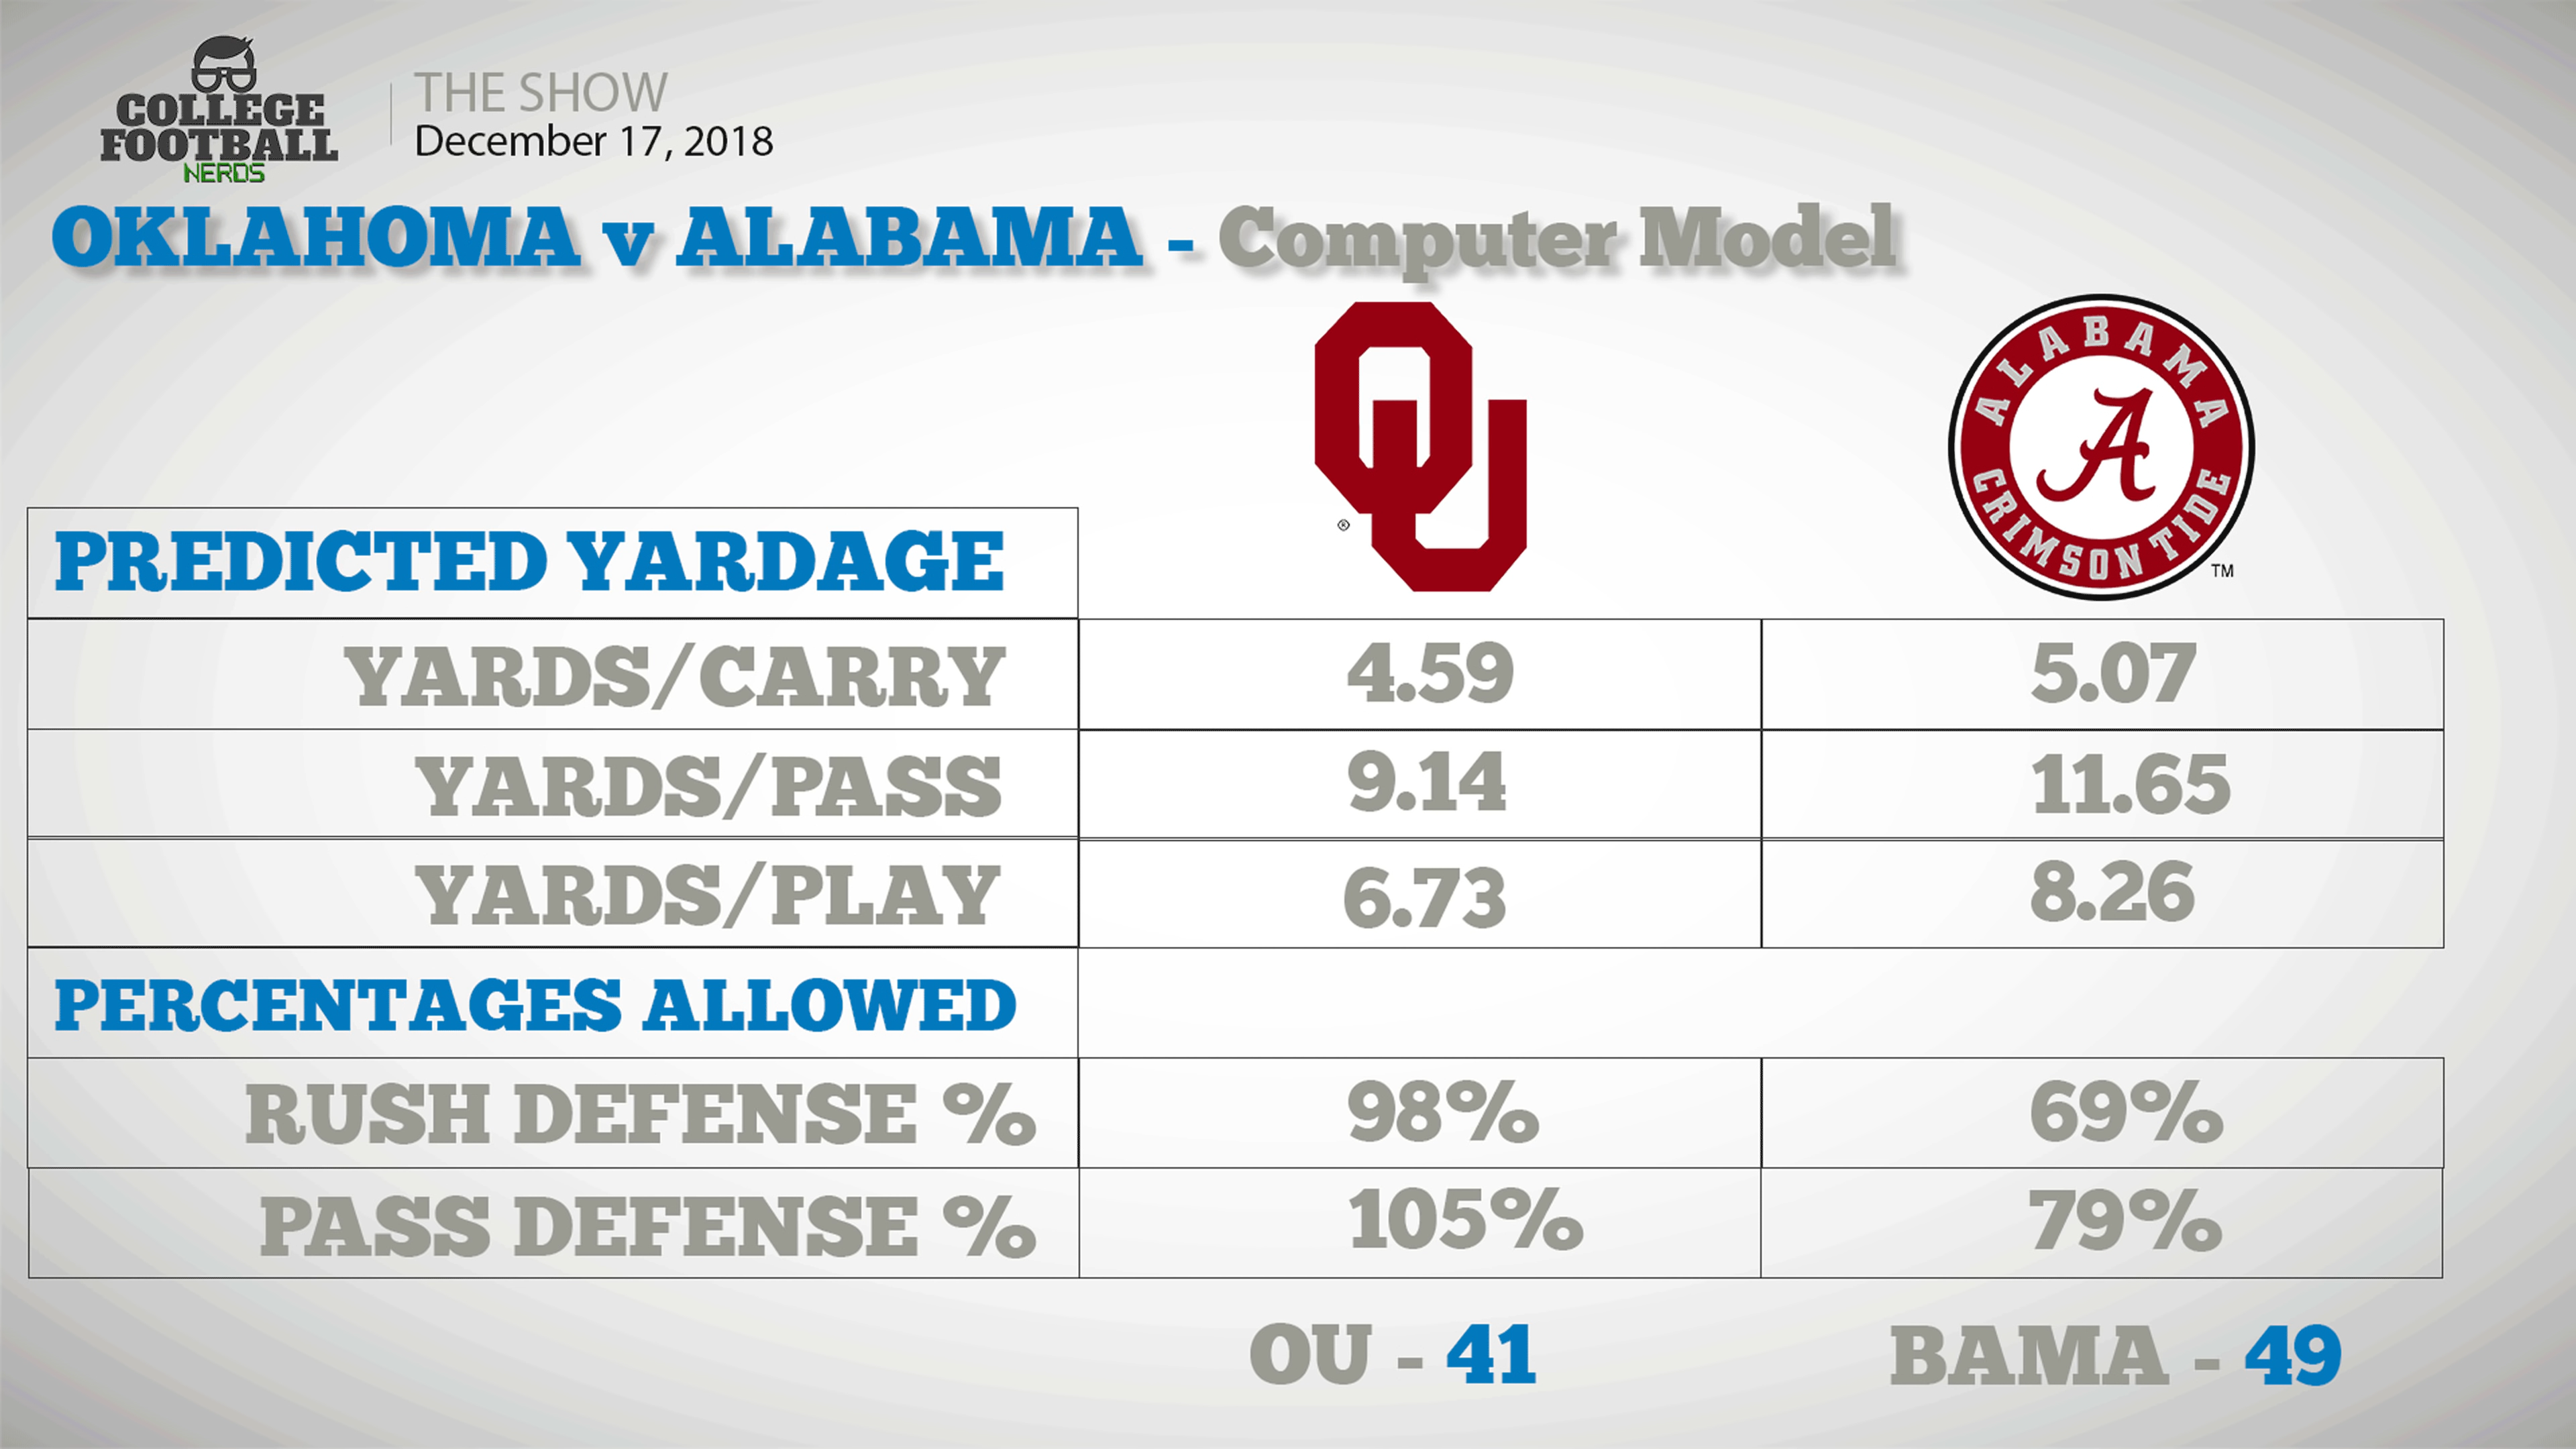 COLLEGE
FOOTBALL
NERDS
THE SHOW
December 17, 2018
OKLAHOMA v ALABAMA - Computer Model
OU
®
ALABAMA
A
CRIMSON TIDE
TM
PREDICTED YARDAGE
YARDS/CARRY 4.59 5.07
YARDS/PASS 9.14 11.65
YARDS/PLAY 6.73 8.26
PERCENTAGES ALLOWED
RUSH DEFENSE % 98% 69%
PASS DEFENSE % 105% 79%
OU - 41 BAMA - 49